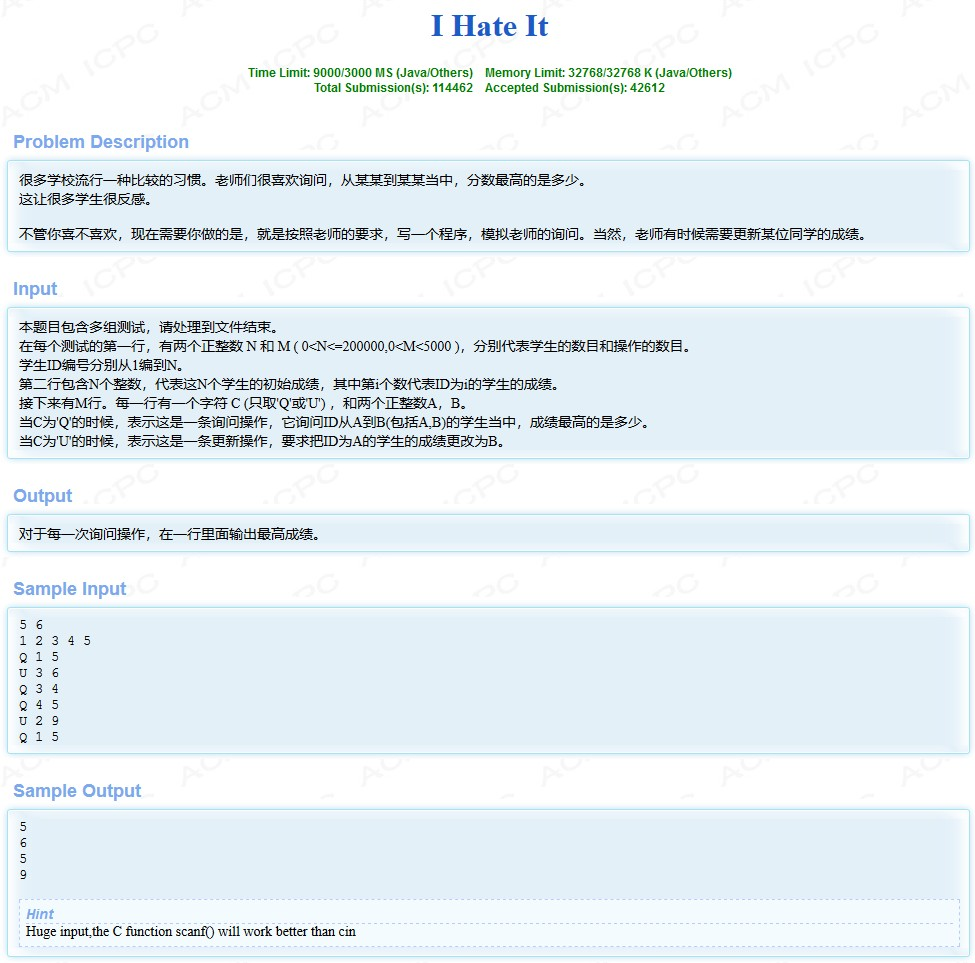 I Hate It
Time Limit: 9000/3000 MS (Java/Others)    Memory Limit: 32768/32768 K (Java/Others)
Total Submission(s): 114462    Accepted Submission(s): 42612
Problem Description
很多学校流行一种比较的习惯。老师们很喜欢询问，从某某到某某当中，分数最高的是多少。
这让很多学生很反感。
不管你喜不喜欢，现在需要你做的是，就是按照老师的要求，写一个程序，模拟老师的询问。当然，老师有时候需要更新某位同学的成绩。
Input
本题目包含多组测试，请处理到文件结束。
在每个测试的第一行，有两个正整数 N 和 M ( 0<N<=200000,0<M<5000 )，分别代表学生的数目和操作的数目。
学生ID编号分别从1编到N。
第二行包含N个整数，代表这N个学生的初始成绩，其中第i个数代表ID为i的学生的成绩。
接下来有M行。每一行有一个字符 C (只取'Q'或'U') ，和两个正整数A，B。
当C为'Q'的时候，表示这是一条询问操作，它询问ID从A到B(包括A,B)的学生当中，成绩最高的是多少。
当C为'U'的时候，表示这是一条更新操作，要求把ID为A的学生的成绩更改为B。
Output
对于每一次询问操作，在一行里面输出最高成绩。
Sample Input
5 6
1 2 3 4 5
Q 1 5
U 3 6
Q 3 4
Q 4 5
U 2 9
Q 1 5
Sample Output
5
6
5
9
Hint
Huge input,the C function scanf() will work better than cin
ACM ICPC